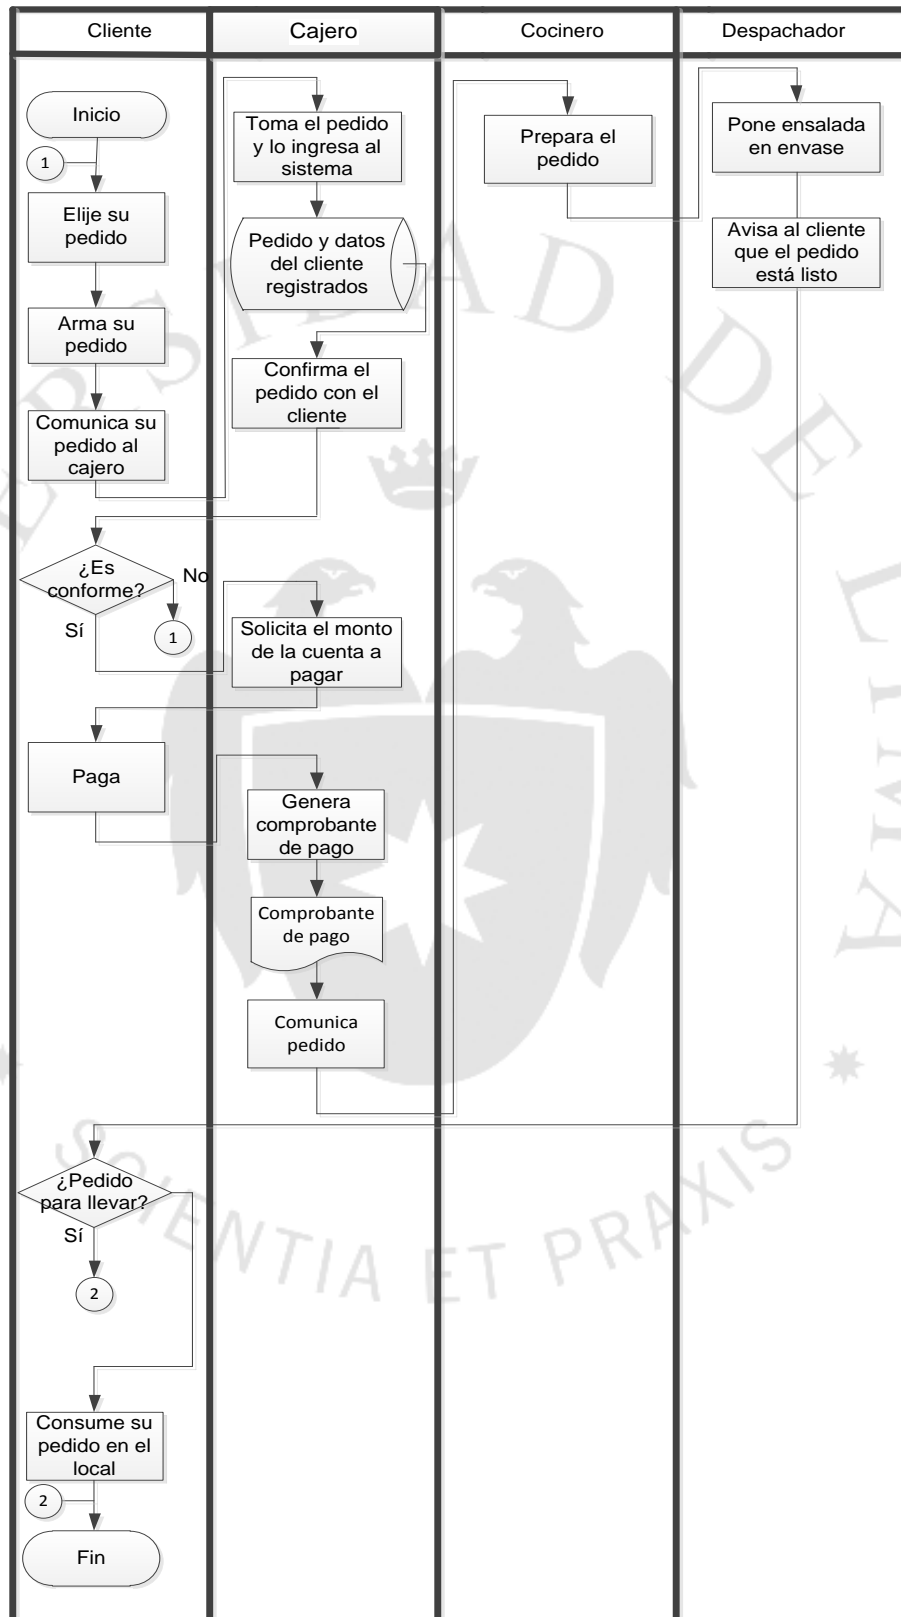 Cliente
Cajero
Cocinero
Despachador
Inicio
1
Elije su
pedido
Arma su
pedido
Comunica su
pedido al
cajero
Toma el pedido
y lo ingresa al
sistema
Pedido y datos
del cliente
registrados
Confirma el
pedido con el
cliente
Prepara el
pedido
Pone ensalada
en envase
Avisa al cliente
que el pedido
está listo
¿Es
conforme?
No
Sí
1
Solicita el monto
de la cuenta a
pagar
Paga
Genera
comprobante
de pago
Comprobante
de pago
Comunica
pedido
¿Pedido
para llevar?
Sí
2
Consume su
pedido en el
local
2
Fin
ERSIDAD DE LIMA
SCIENTIA ET PRAXIS